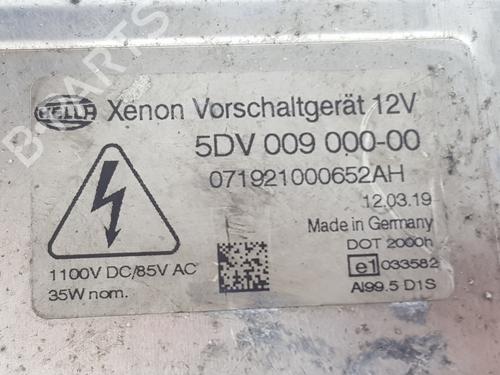 HELLA Xenon Vorschaltgerät 12V
5DV 009 000-00
071921000652AH
12.03.19
Made in Germany
DOT 2000h
e1 033582
Al99.5 D1S
1100V DC/85V AC
35W nom.
B-PARTS